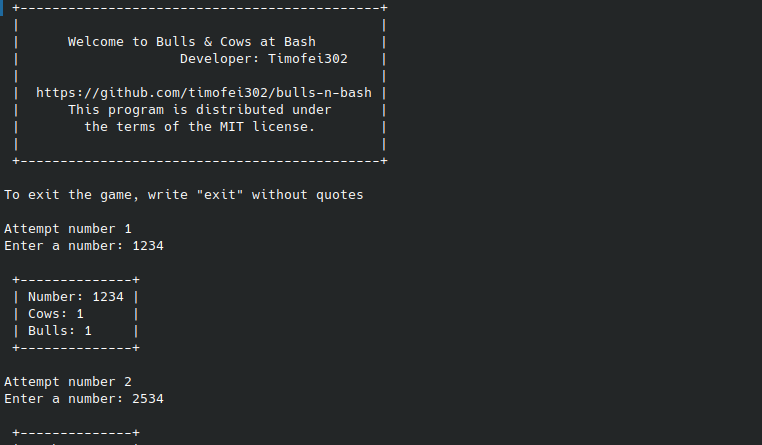 Welcome to Bulls & Cows at Bash
Developer: Timofei302
https://github.com/timofei302/bulls-n-bash
This program is distributed under
the terms of the MIT license.
To exit the game, write "exit" without quotes
Attempt number 1
Enter a number: 1234
Number: 1234
Cows: 1
Bulls: 1
Attempt number 2
Enter a number: 2534